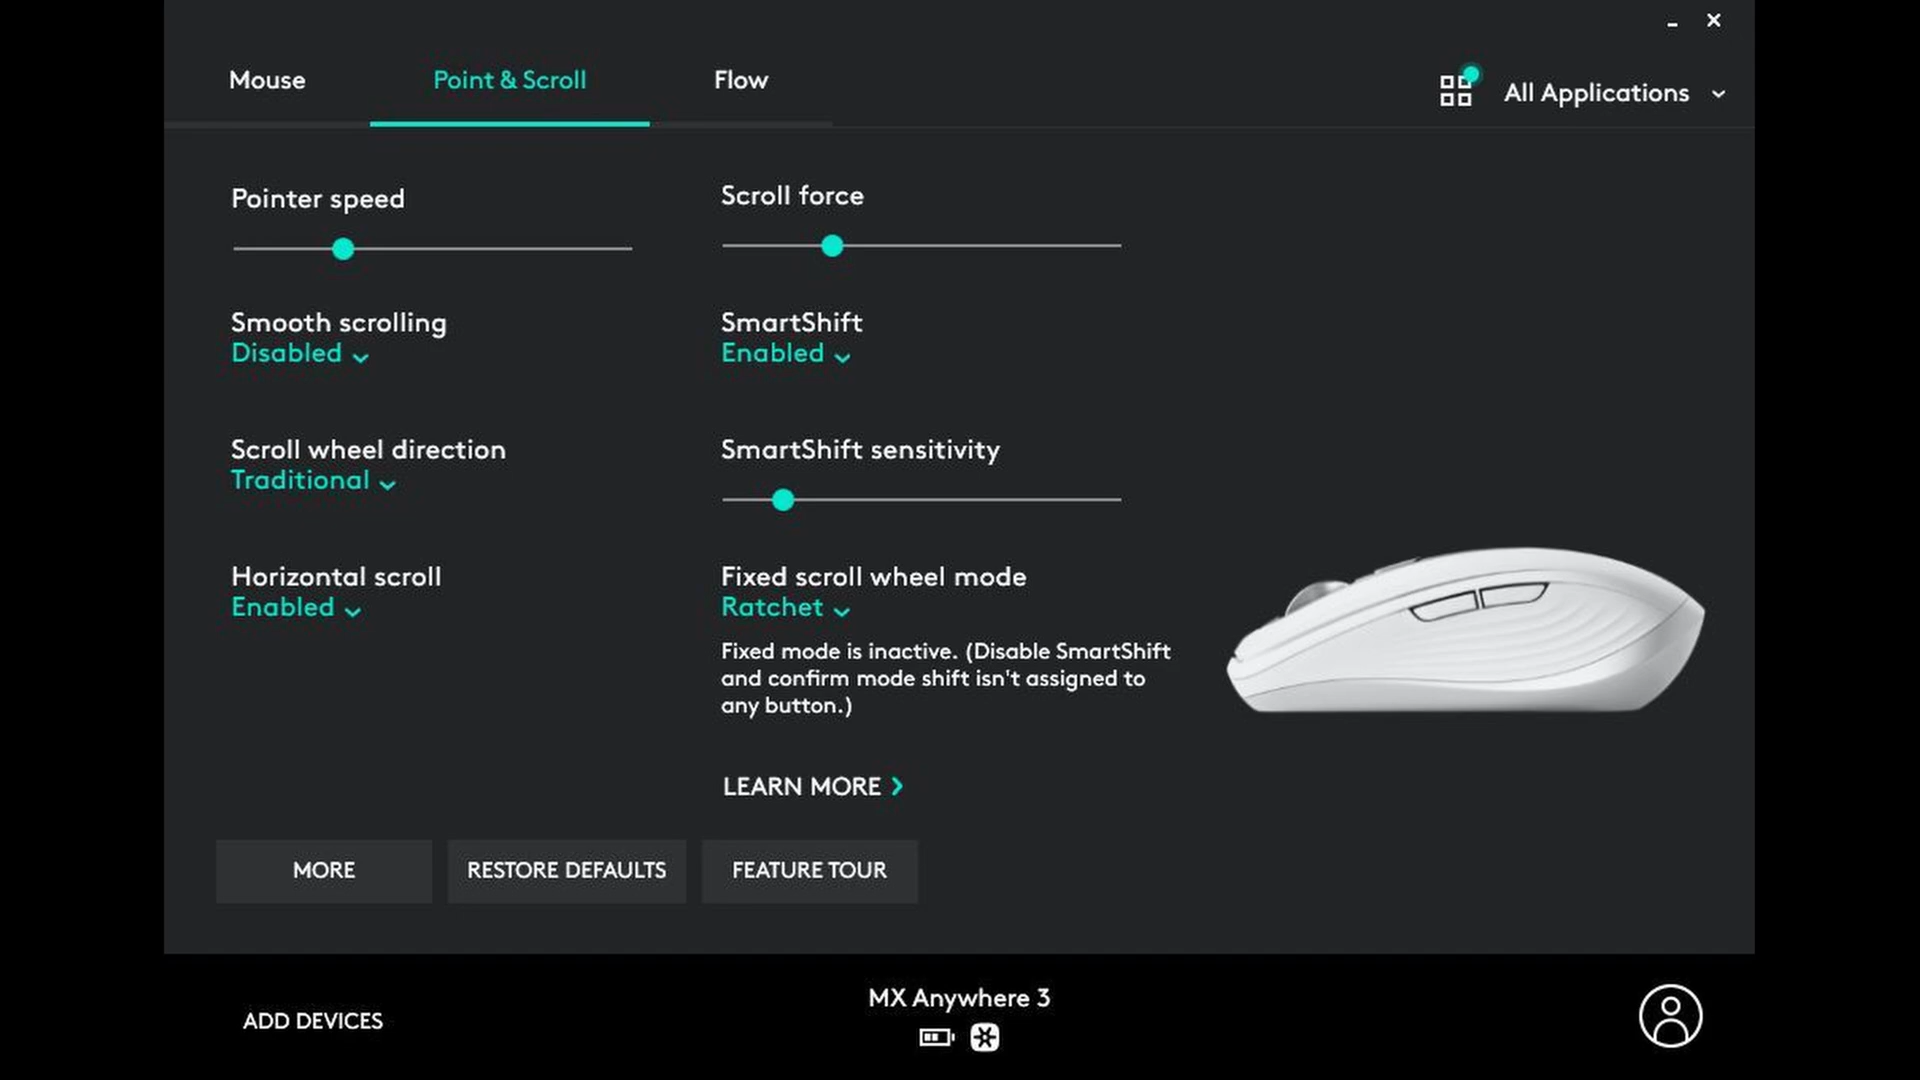 Mouse
Point & Scroll
Flow
All Applications
Pointer speed
Scroll force
Smooth scrolling
Disabled
SmartShift
Enabled
Scroll wheel direction
Traditional
SmartShift sensitivity
Horizontal scroll
Enabled
Fixed scroll wheel mode
Ratchet
Fixed mode is inactive. (Disable SmartShift
and confirm mode shift isn't assigned to
any button.)
LEARN MORE
MORE
RESTORE DEFAULTS
FEATURE TOUR
ADD DEVICES
MX Anywhere 3